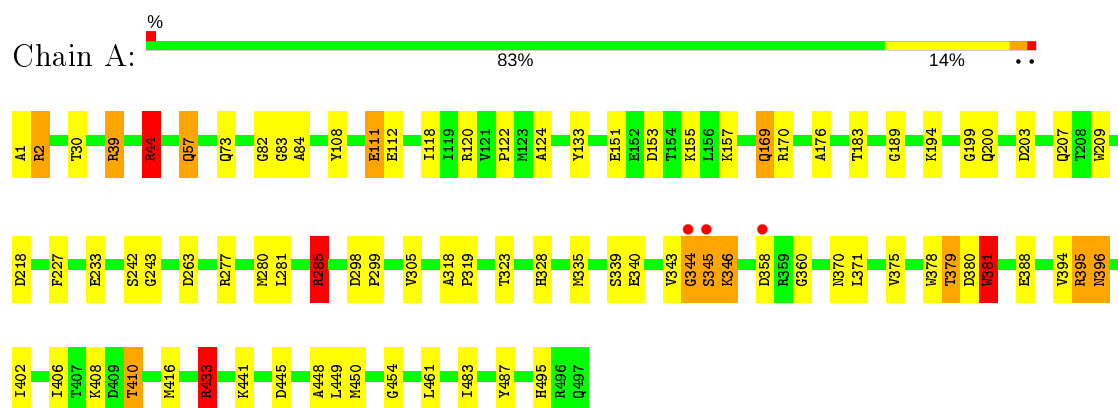 %
Chain A:
83% 14% • •
A1 R2 T30 R39 R44 Q57 Q73 G82 G83 A84 Y108 E111 E112 I118 I119 R120 V121 P122 M123 A124 Y133 E151 E152 D153 T154 K155 L156 K157 Q169 R170 A176 T183 G189 K194 G199 Q200 D203 Q207 T208 W209
D218 F227 E233 S242 G243 D263 R277 M280 L281 R285 D298 P299 V305 A318 P319 T323 H328 M335 S339 E340 V343 G344 S345 K346 D358 R359 G360 N370 L371 V375 W378 T379 D380 W381 E388 V394 R395 N396
I402 I406 T407 K408 D409 T410 M416 R433 K441 D445 A448 L449 M450 G454 L461 I483 Y487 H495 R496 Q497